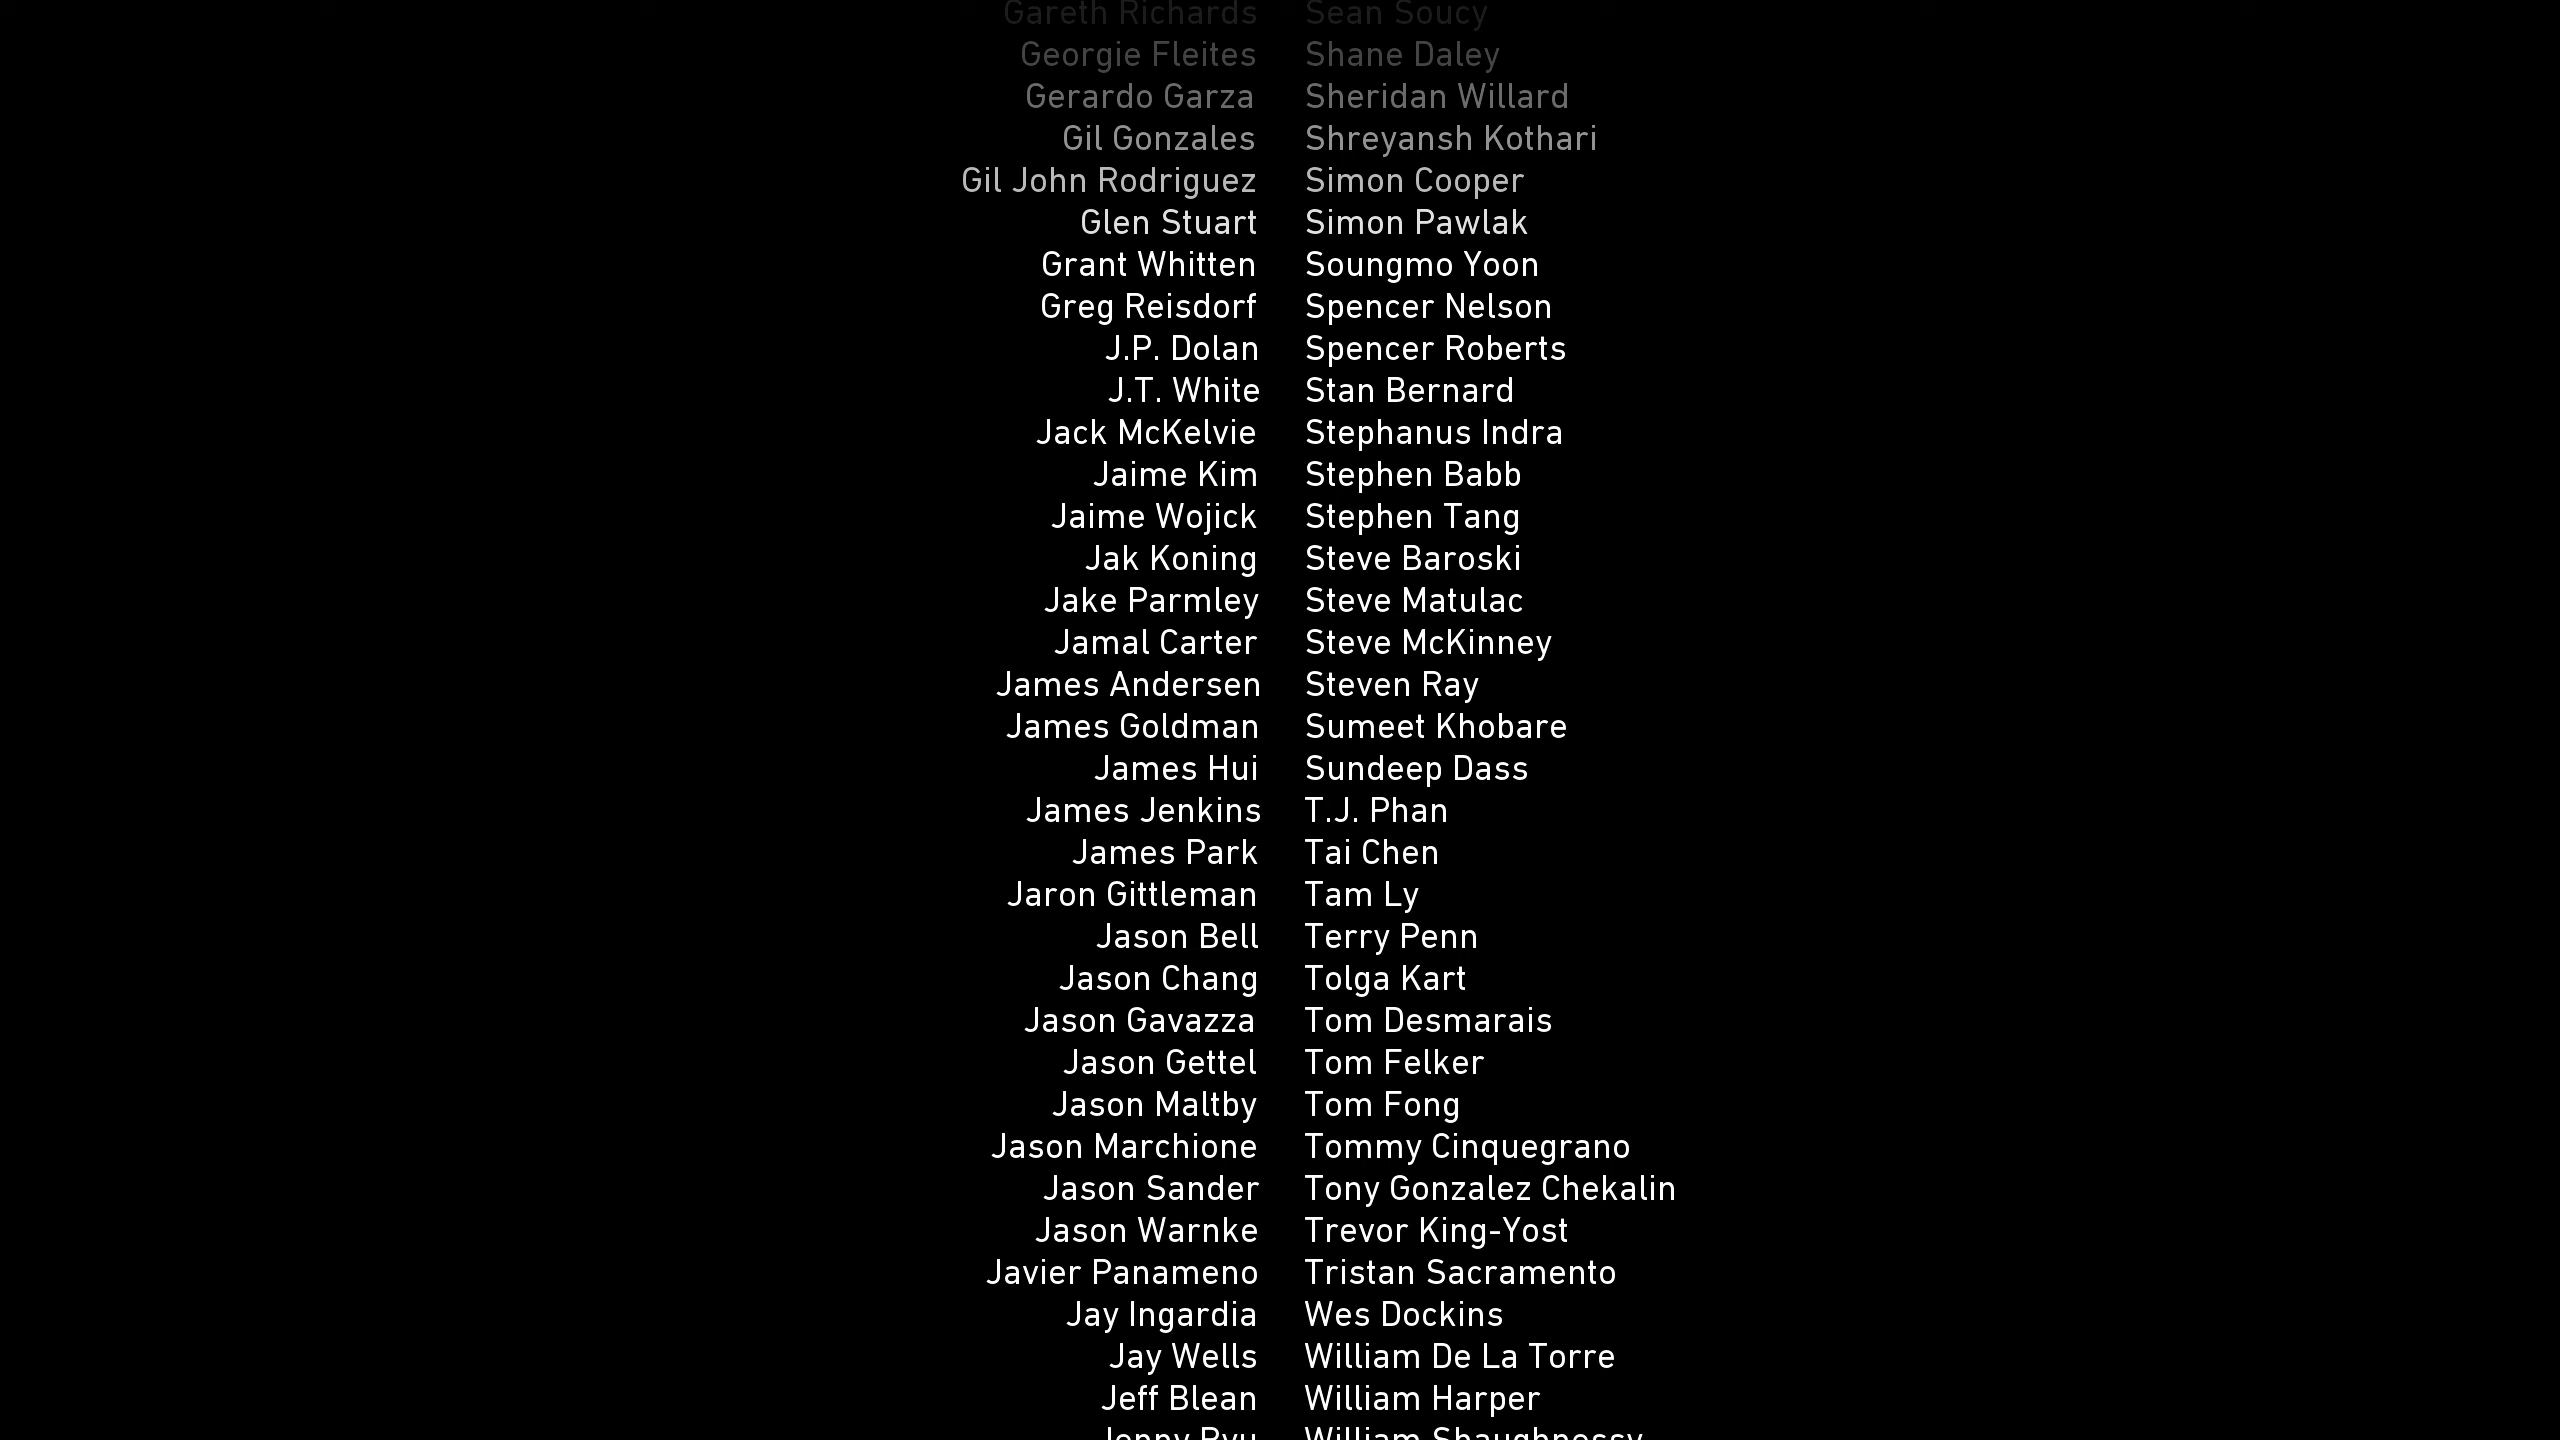 Gareth Richards Sean Soucy
Georgie Fleites Shane Daley
Gerardo Garza Sheridan Willard
Gil Gonzales Shreyansh Kothari
Gil John Rodriguez Simon Cooper
Glen Stuart Simon Pawlak
Grant Whitten Soungmo Yoon
Greg Reisdorf Spencer Nelson
J.P. Dolan Spencer Roberts
J.T. White Stan Bernard
Jack McKelvie Stephanus Indra
Jaime Kim Stephen Babb
Jaime Wojick Stephen Tang
Jak Koning Steve Baroski
Jake Parmley Steve Matulac
Jamal Carter Steve McKinney
James Andersen Steven Ray
James Goldman Sumeet Khobare
James Hui Sundeep Dass
James Jenkins T.J. Phan
James Park Tai Chen
Jaron Gittleman Tam Ly
Jason Bell Terry Penn
Jason Chang Tolga Kart
Jason Gavazza Tom Desmarais
Jason Gettel Tom Felker
Jason Maltby Tom Fong
Jason Marchione Tommy Cinquegrano
Jason Sander Tony Gonzalez Chekalin
Jason Warnke Trevor King-Yost
Javier Panameno Tristan Sacramento
Jay Ingardia Wes Dockins
Jay Wells William De La Torre
Jeff Blean William Harper
William Shaughnessy